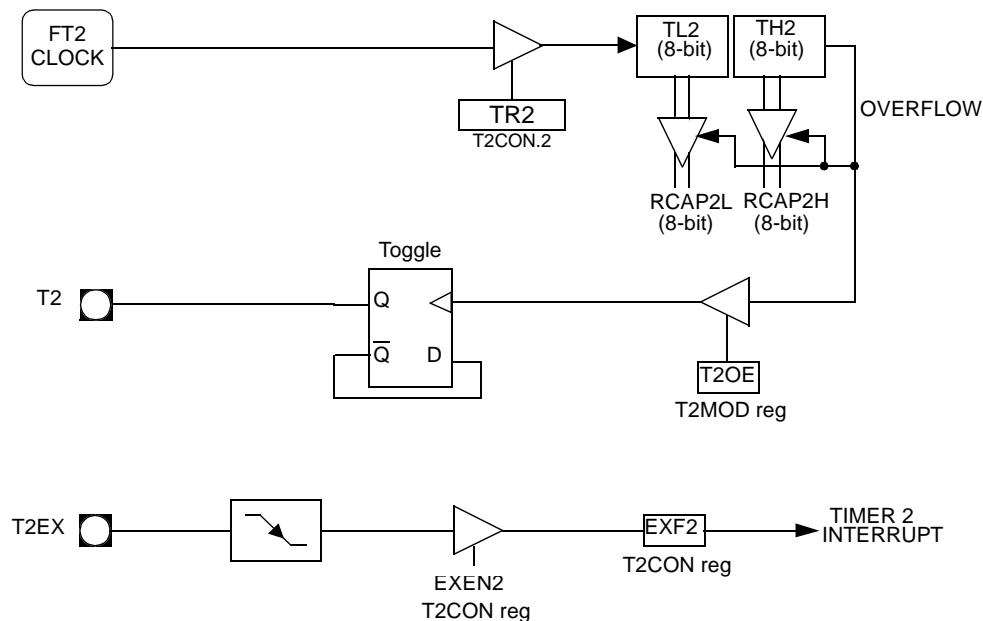 FT2
CLOCK
TL2
(8-bit)
TH2
(8-bit)
TR2
T2CON.2
OVERFLOW
RCAP2L
(8-bit)
RCAP2H
(8-bit)
Toggle
T2
Q
Q
D
T2OE
T2MOD reg
T2EX
EXF2
TIMER 2
INTERRUPT
T2CON reg
EXEN2
T2CON reg